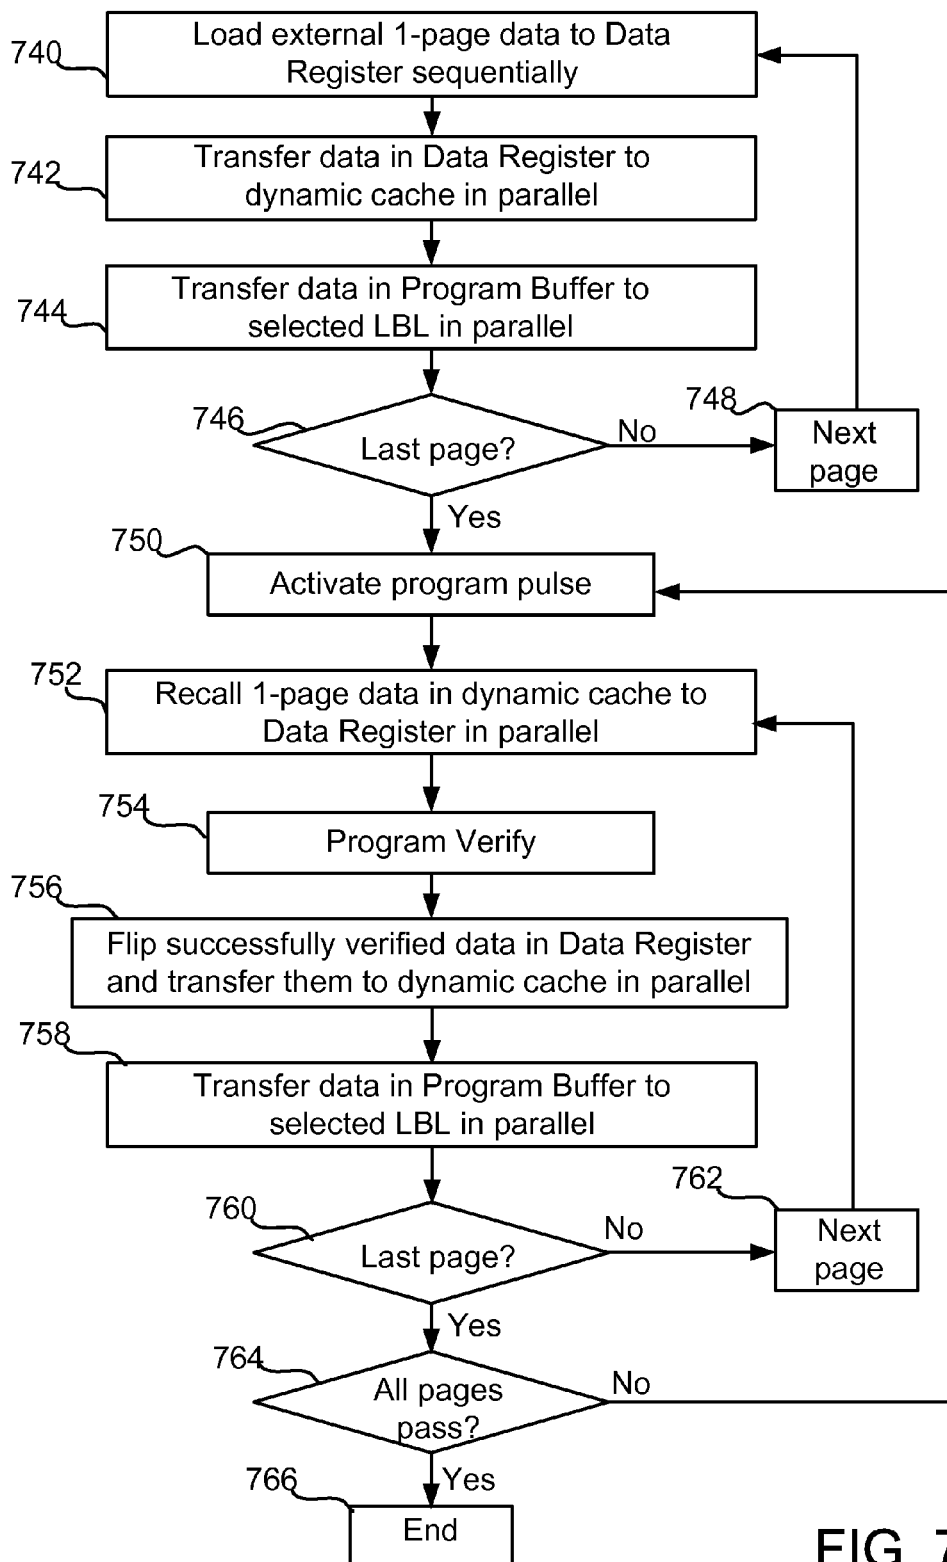 740
Load external 1-page data to Data
Register sequentially
742
Transfer data in Data Register to
dynamic cache in parallel
744
Transfer data in Program Buffer to
selected LBL in parallel
746
Last page?
No
748
Next
page
Yes
750
Activate program pulse
752
Recall 1-page data in dynamic cache to
Data Register in parallel
754
Program Verify
756
Flip successfully verified data in Data Register
and transfer them to dynamic cache in parallel
758
Transfer data in Program Buffer to
selected LBL in parallel
760
Last page?
No
762
Next
page
Yes
764
All pages
pass?
No
Yes
766
End
FIG. 7